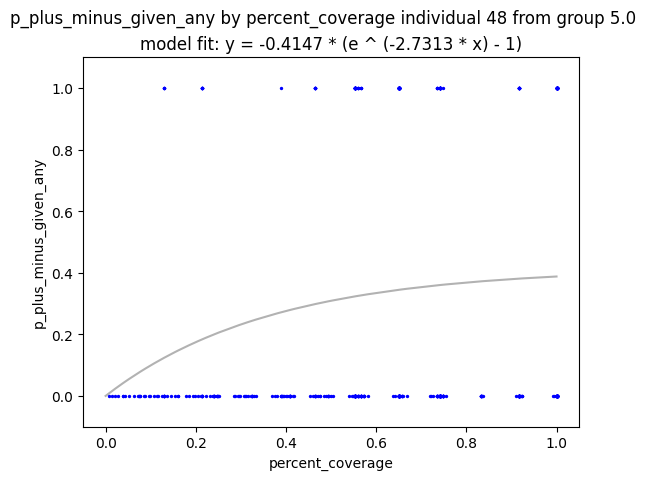 p_plus_minus_given_any by percent_coverage individual 48 from group 5.0
model fit: y = -0.4147 * (e ^ (-2.7313 * x) - 1)
1.0
0.8
0.6
0.4
0.2
0.0
p_plus_minus_given_any
0.0 0.2 0.4 0.6 0.8 1.0
percent_coverage